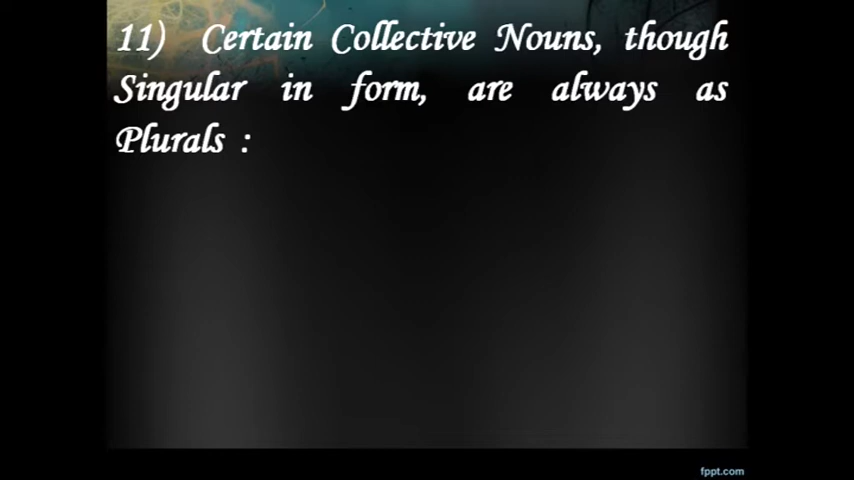 11) Certain Collective Nouns, though
Singular in form, are always as
Plurals :
fppt.com